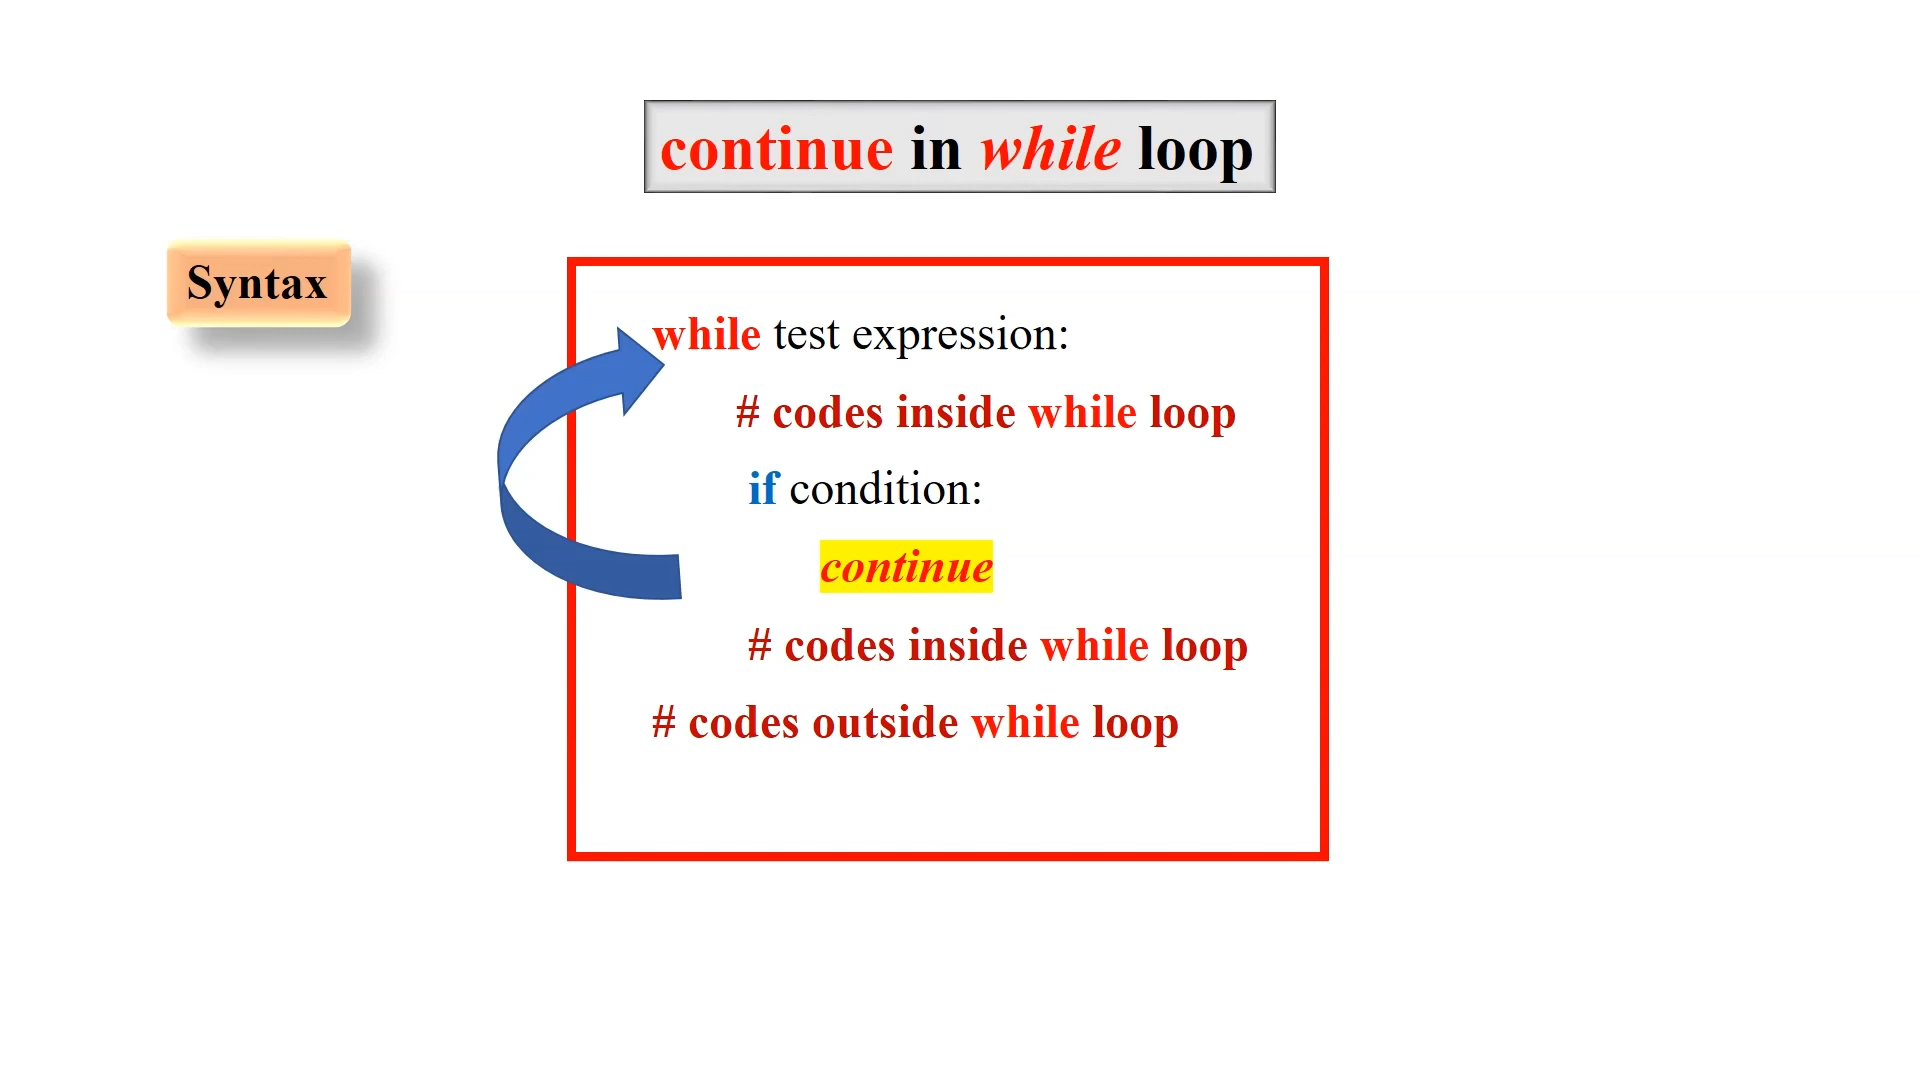 continue in while loop
Syntax
while test expression:
# codes inside while loop
if condition:
continue
# codes inside while loop
# codes outside while loop